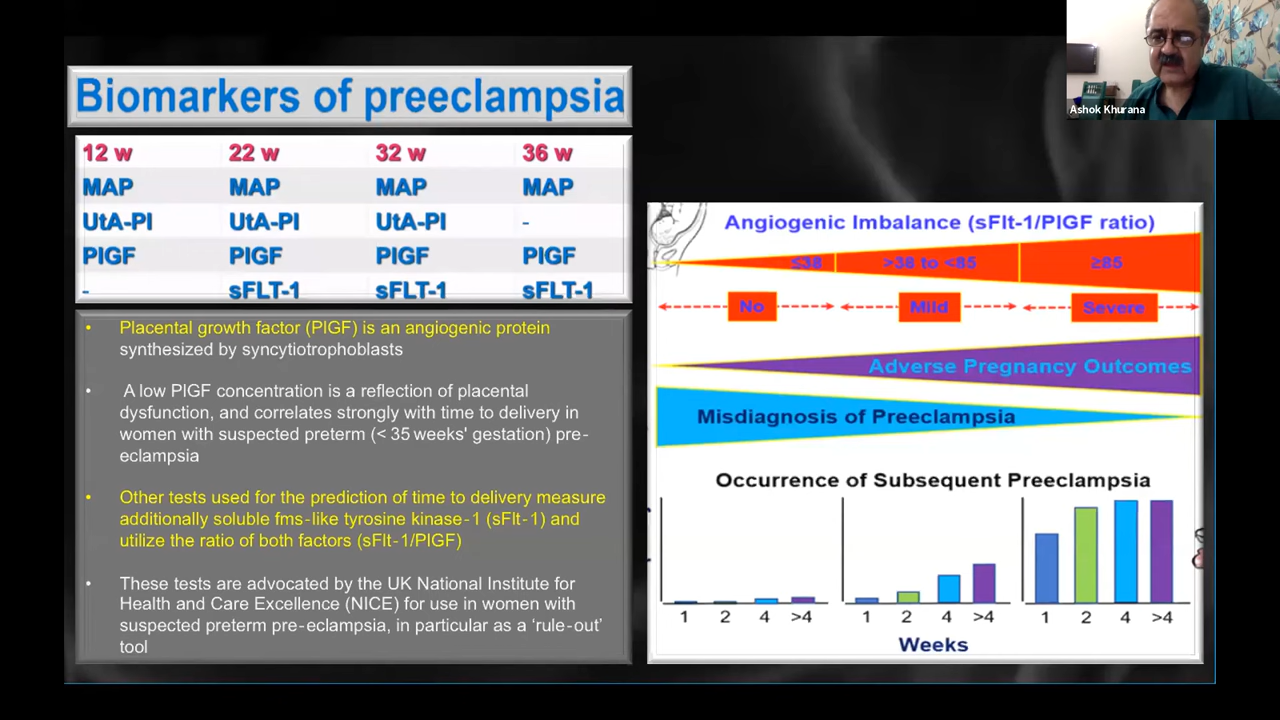 Biomarkers of preeclampsia
12 w 22 w 32 w 36 w
MAP MAP MAP MAP
UtA-PI UtA-PI UtA-PI -
PlGF PlGF PlGF PlGF
- sFLT-1 sFLT-1 sFLT-1
• Placental growth factor (PlGF) is an angiogenic protein
synthesized by syncytiotrophoblasts
• A low PlGF concentration is a reflection of placental
dysfunction, and correlates strongly with time to delivery in
women with suspected preterm (< 35 weeks' gestation) pre-
eclampsia
• Other tests used for the prediction of time to delivery measure
additionally soluble fms-like tyrosine kinase-1 (sFlt-1) and
utilize the ratio of both factors (sFlt-1/PlGF)
• These tests are advocated by the UK National Institute for
Health and Care Excellence (NICE) for use in women with
suspected preterm pre-eclampsia, in particular as a ‘rule-out’
tool
Ashok Khurana
Angiogenic Imbalance (sFlt-1/PlGF ratio)
≤38 >38 to <85 ≥85
No Mild Severe
Adverse Pregnancy Outcomes
Misdiagnosis of Preeclampsia
Occurrence of Subsequent Preeclampsia
1 2 4 >4 1 2 4 >4 1 2 4 >4
Weeks